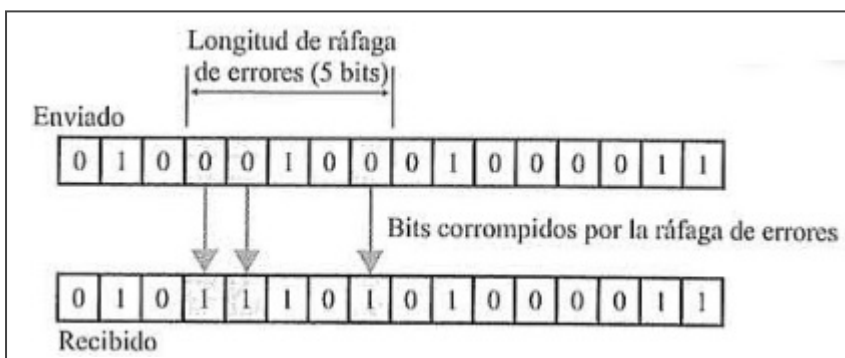 Longitud de ráfaga
de errores (5 bits)
Enviado
0 1 0 0 0 1 0 0 0 1 0 0 0 0 1 1
Bits corrompidos por la ráfaga de errores
0 1 0 1 1 1 0 1 0 1 0 0 0 0 1 1
Recibido